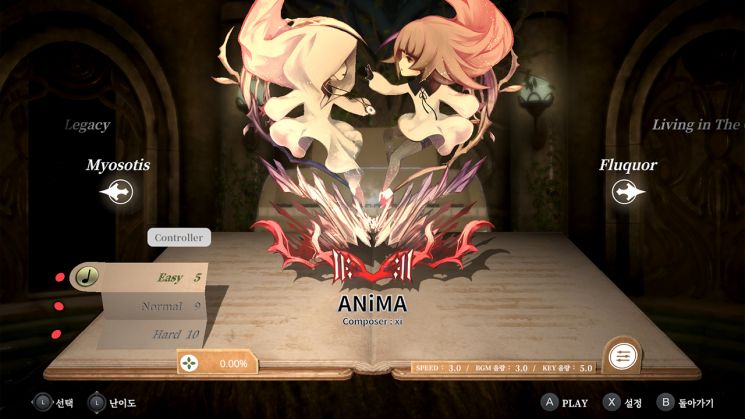 Legacy
Living in The
Myosotis
Fluquor
Controller
Easy 5
Normal 9
Hard 10
ANiMA
Composer : xi
0.00%
SPEED : 3.0 / BGM 음량 : 3.0 / KEY 음량 : 5.0
L 선택
L 난이도
A PLAY
X 설정
B 돌아가기